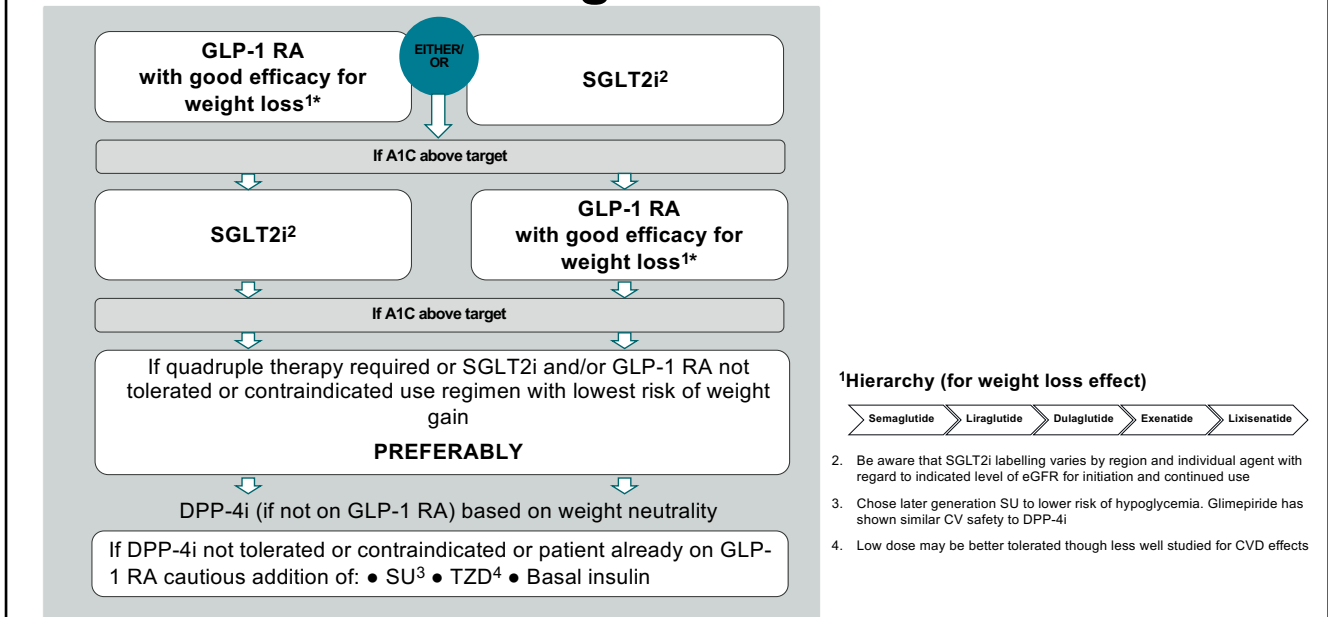 GLP-1 RA
with good efficacy for
weight loss1*
EITHER/
OR
SGLT2i2
If A1C above target
SGLT2i2
GLP-1 RA
with good efficacy for
weight loss1*
If A1C above target
If quadruple therapy required or SGLT2i and/or GLP-1 RA not
tolerated or contraindicated use regimen with lowest risk of weight
gain
PREFERABLY
DPP-4i (if not on GLP-1 RA) based on weight neutrality
If DPP-4i not tolerated or contraindicated or patient already on GLP-
1 RA cautious addition of: ● SU3 ● TZD4 ● Basal insulin
1Hierarchy (for weight loss effect)
Semaglutide Liraglutide Dulaglutide Exenatide Lixisenatide
2. Be aware that SGLT2i labelling varies by region and individual agent with
regard to indicated level of eGFR for initiation and continued use
3. Chose later generation SU to lower risk of hypoglycemia. Glimepiride has
shown similar CV safety to DPP-4i
4. Low dose may be better tolerated though less well studied for CVD effects